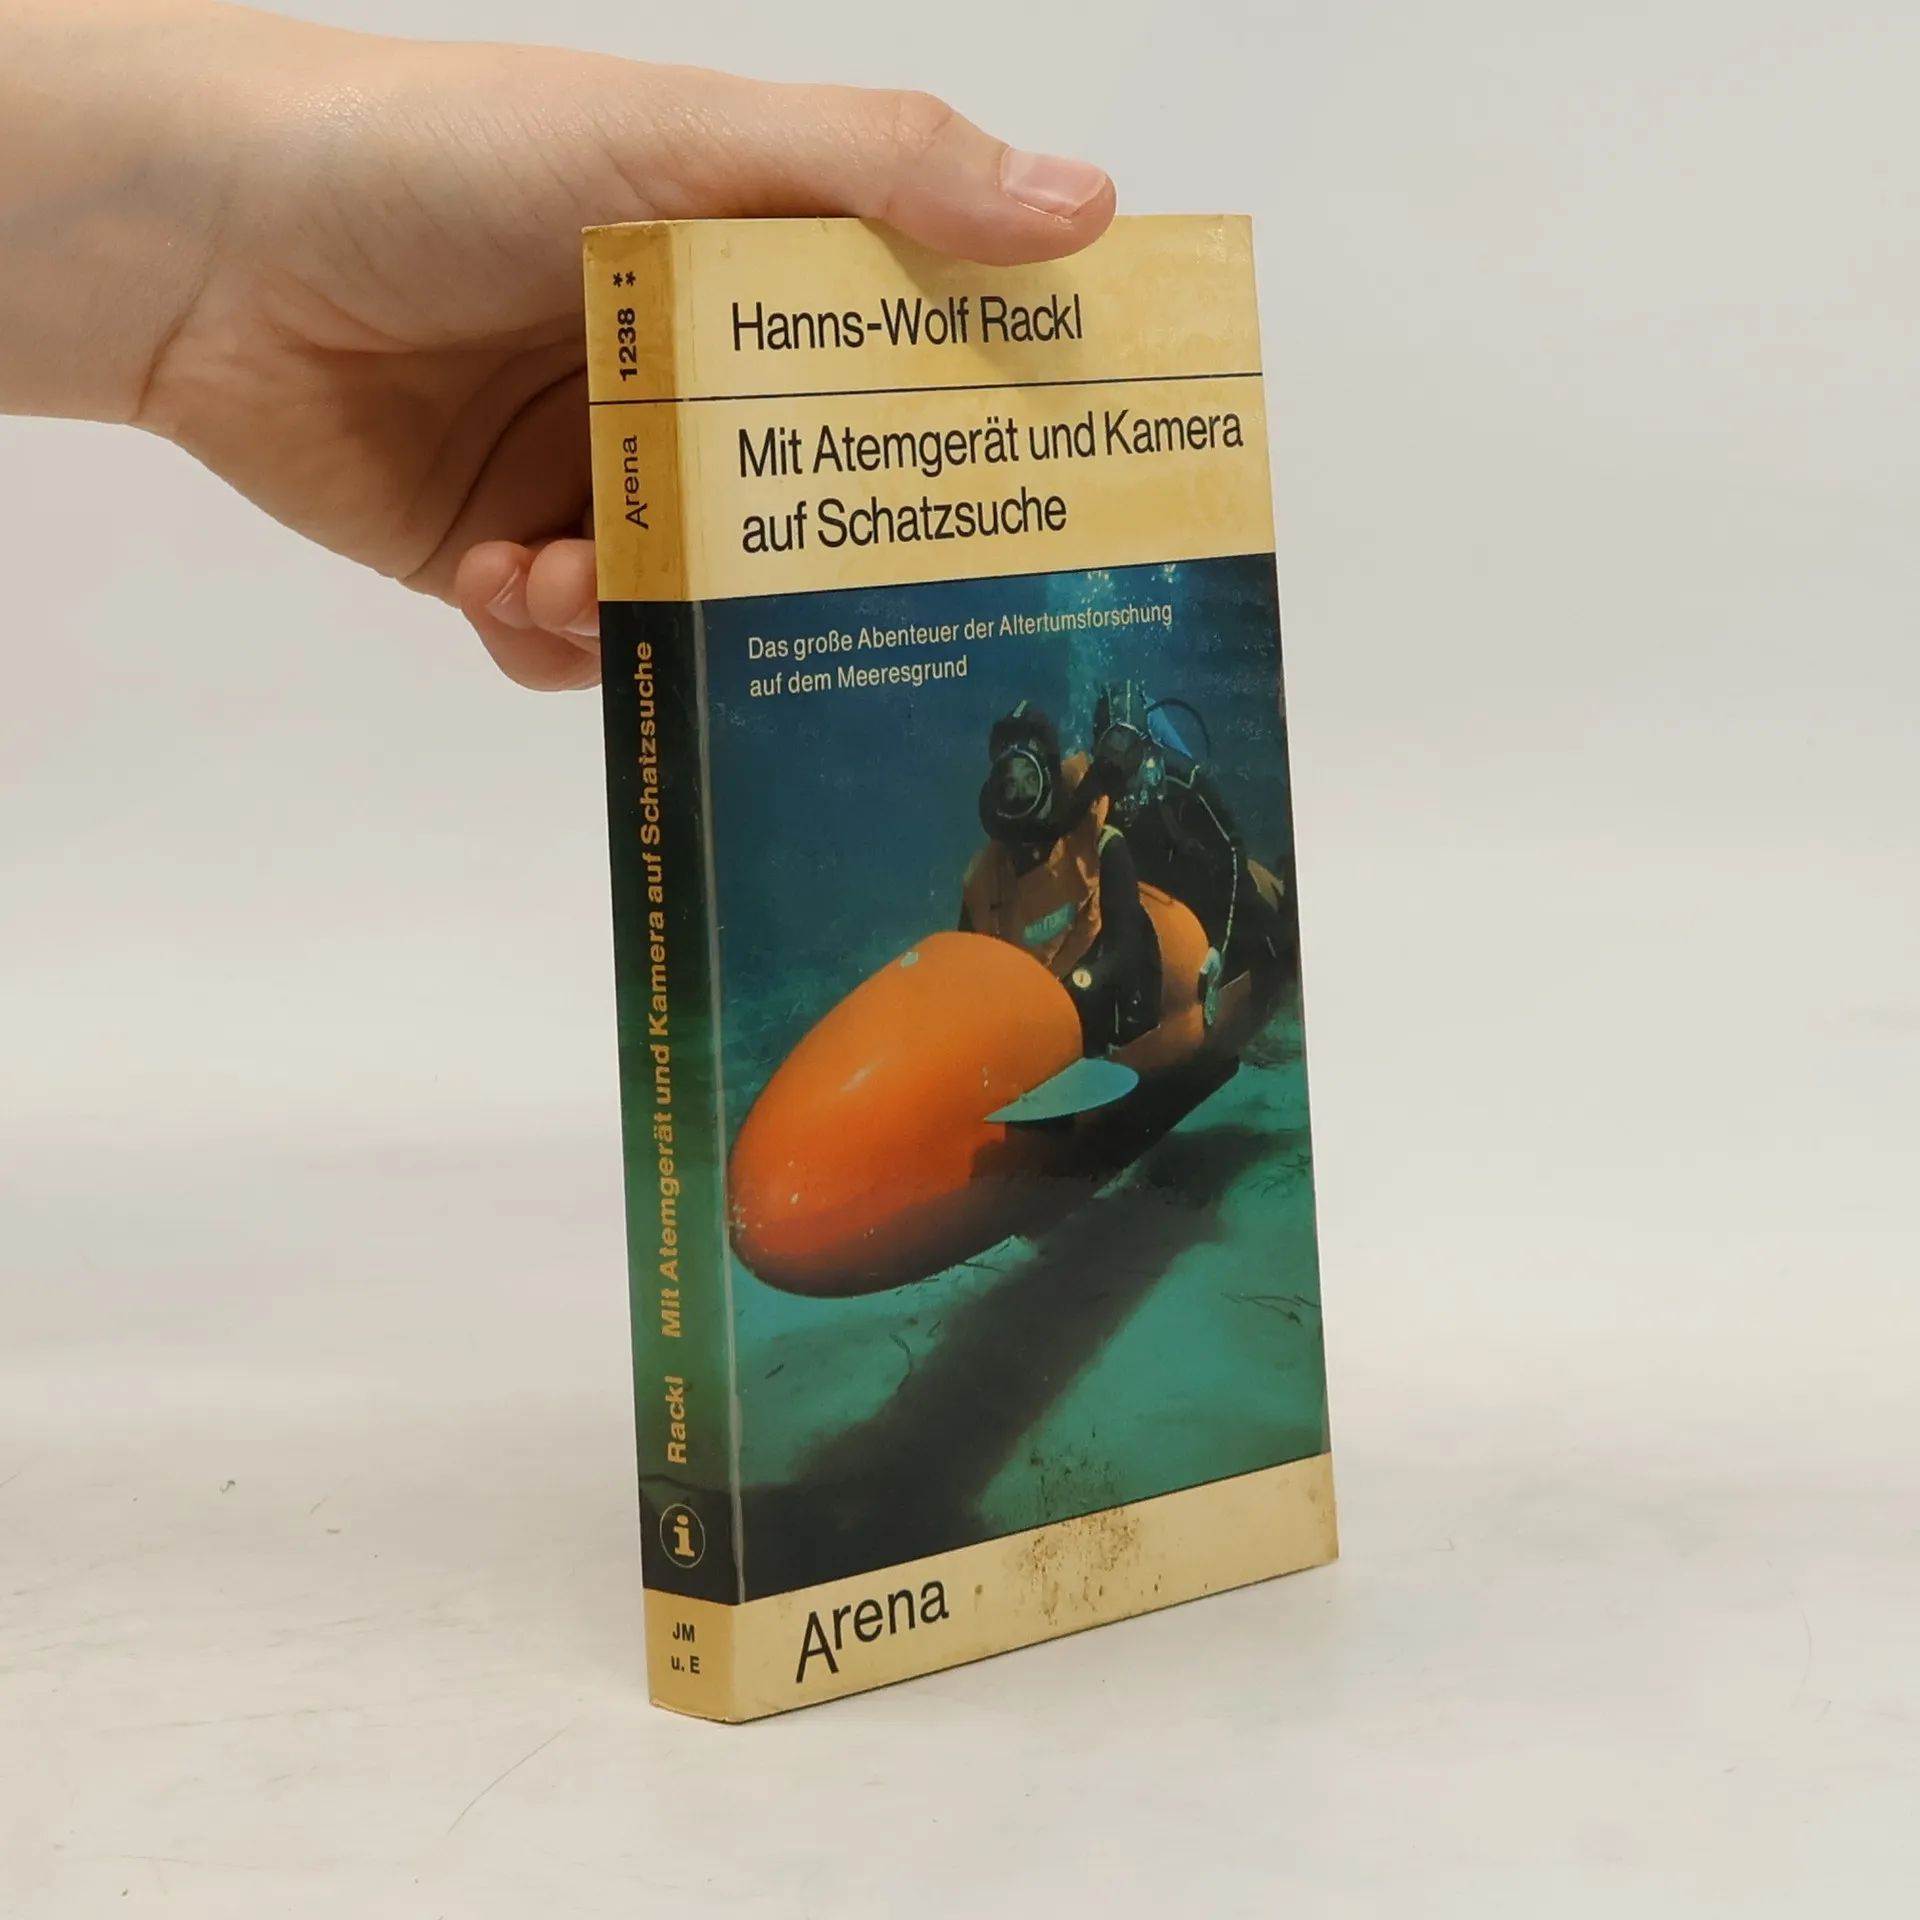 Hanns-Wolf Rackl
Mit Atemgerät und Kamera
auf Schatzsuche
Das große Abenteuer der Altertumsforschung
auf dem Meeresgrund
Arena
Arena 1238 **
Rackl Mit Atemgerät und Kamera auf Schatzsuche
i
JM
u. E